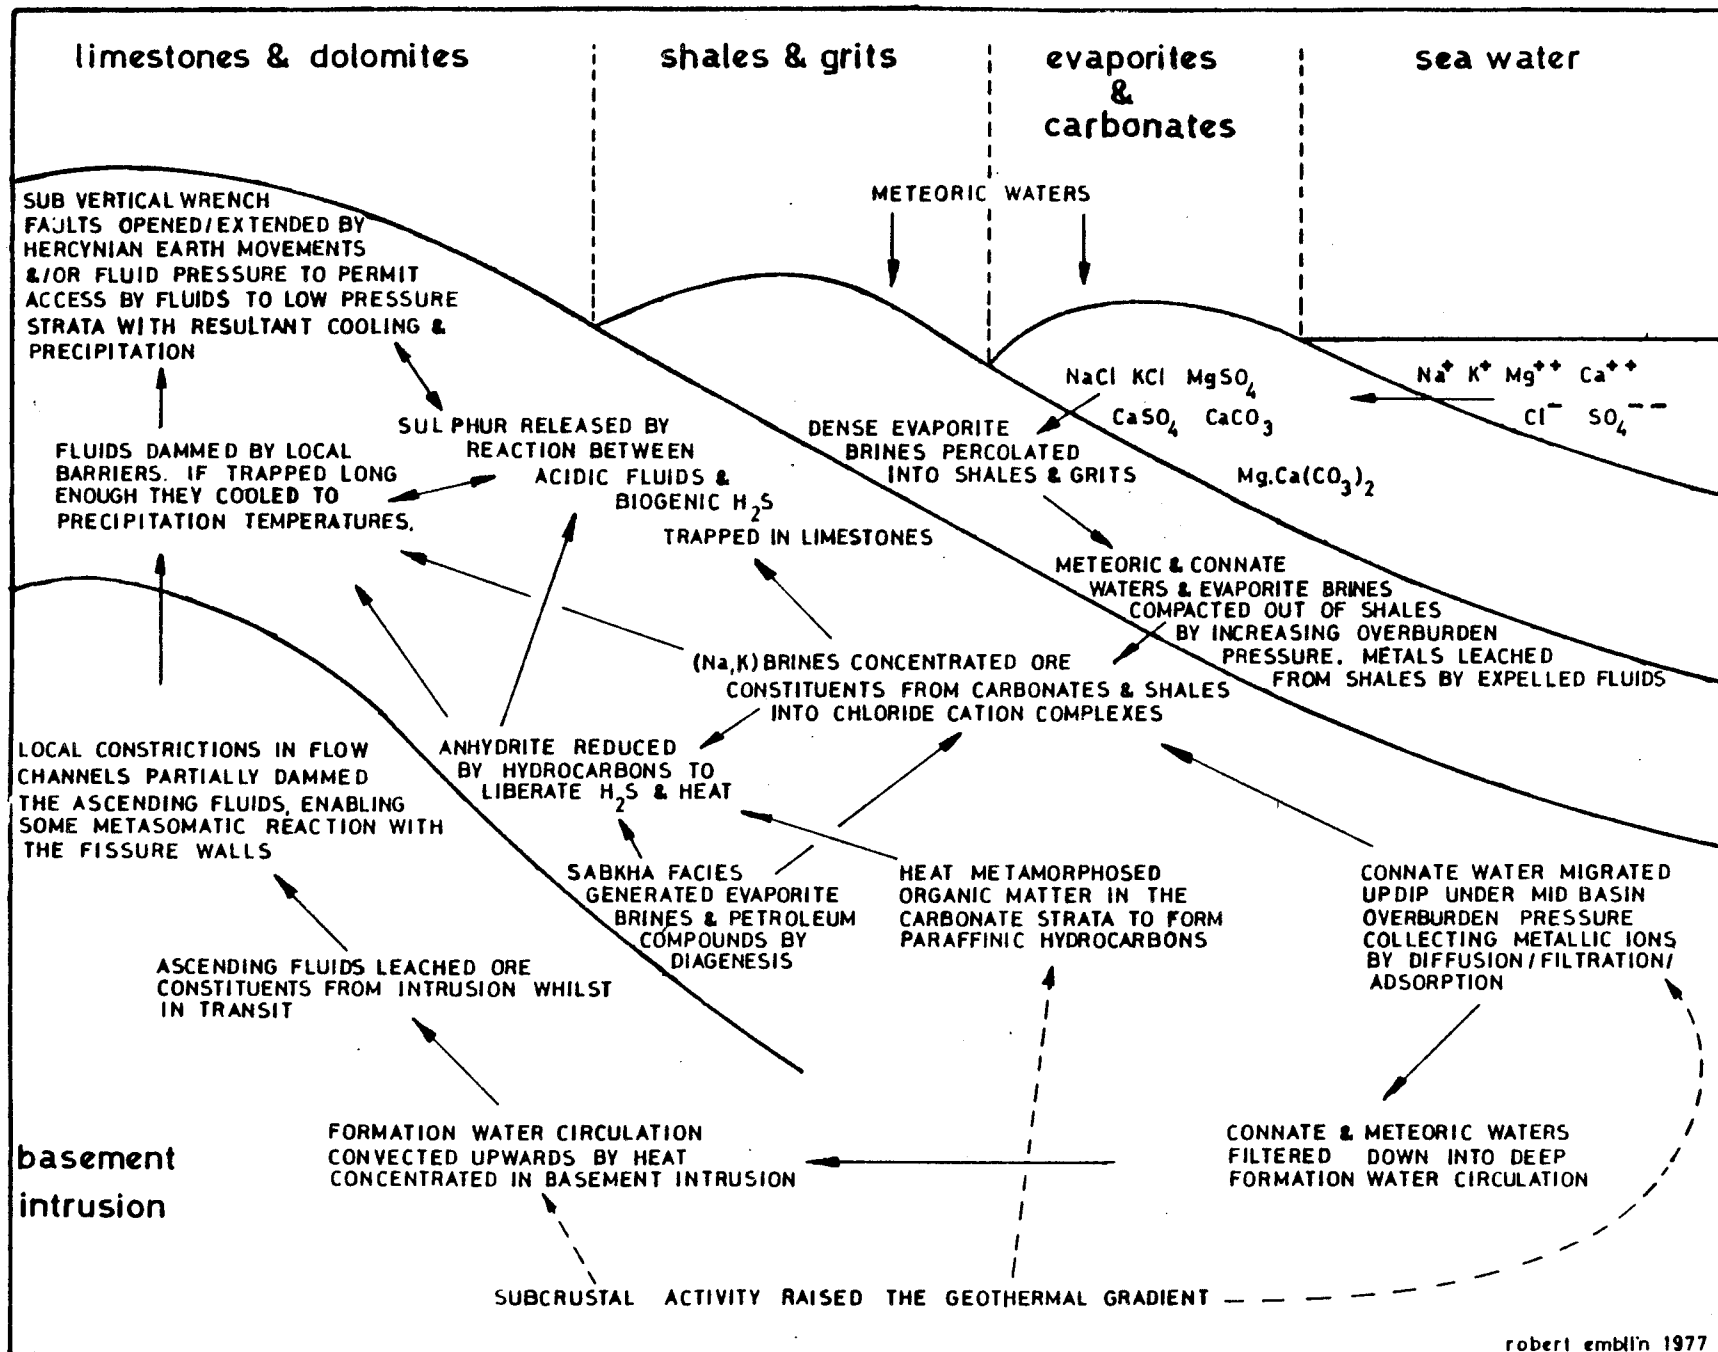 limestones & dolomites
shales & grits
evaporites
&
carbonates
sea water
METEORIC WATERS
SUB VERTICAL WRENCH
FAULTS OPENED/EXTENDED BY
HERCYNIAN EARTH MOVEMENTS
&/OR FLUID PRESSURE TO PERMIT
ACCESS BY FLUIDS TO LOW PRESSURE
STRATA WITH RESULTANT COOLING &
PRECIPITATION
NaCl KCl MgSO₄
CaSO₄ CaCO₃
Mg.Ca(CO₃)₂
Na⁺ K⁺ Mg⁺⁺ Ca⁺⁺
Cl⁻ SO₄⁻⁻
FLUIDS DAMMED BY LOCAL
BARRIERS. IF TRAPPED LONG
ENOUGH THEY COOLED TO
PRECIPITATION TEMPERATURES.
SULPHUR RELEASED BY
REACTION BETWEEN
ACIDIC FLUIDS &
BIOGENIC H₂S
TRAPPED IN LIMESTONES
DENSE EVAPORITE
BRINES PERCOLATED
INTO SHALES & GRITS
METEORIC & CONNATE
WATERS & EVAPORITE BRINES
COMPACTED OUT OF SHALES
BY INCREASING OVERBURDEN
PRESSURE. METALS LEACHED
FROM SHALES BY EXPELLED FLUIDS
(Na,K) BRINES CONCENTRATED ORE
CONSTITUENTS FROM CARBONATES & SHALES
INTO CHLORIDE CATION COMPLEXES
LOCAL CONSTRICTIONS IN FLOW
CHANNELS PARTIALLY DAMMED
THE ASCENDING FLUIDS, ENABLING
SOME METASOMATIC REACTION WITH
THE FISSURE WALLS
ANHYDRITE REDUCED
BY HYDROCARBONS TO
LIBERATE H₂S & HEAT
SABKHA FACIES
GENERATED EVAPORITE
BRINES & PETROLEUM
COMPOUNDS BY
DIAGENESIS
HEAT METAMORPHOSED
ORGANIC MATTER IN THE
CARBONATE STRATA TO FORM
PARAFFINIC HYDROCARBONS
CONNATE WATER MIGRATED
UPDIP UNDER MID BASIN
OVERBURDEN PRESSURE
COLLECTING METALLIC IONS
BY DIFFUSION/FILTRATION/
ADSORPTION
ASCENDING FLUIDS LEACHED ORE
CONSTITUENTS FROM INTRUSION WHILST
IN TRANSIT
basement
intrusion
FORMATION WATER CIRCULATION
CONVECTED UPWARDS BY HEAT
CONCENTRATED IN BASEMENT INTRUSION
CONNATE & METEORIC WATERS
FILTERED DOWN INTO DEEP
FORMATION WATER CIRCULATION
SUBCRUSTAL ACTIVITY RAISED THE GEOTHERMAL GRADIENT
robert emblin 1977